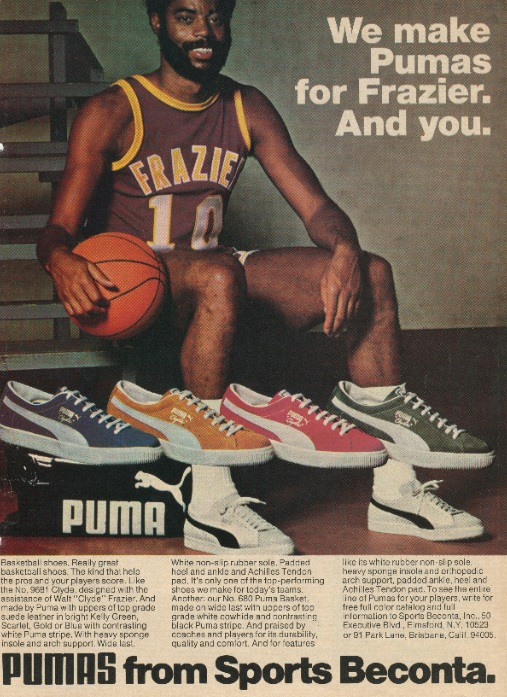 We make
Pumas
for Frazier.
And you.
FRAZIE
10
PUMA
Basketball shoes. Really great
basketball shoes. The kind that help
the pros and your players score. Like
the No. 9681 Clyde, designed with the
assistance of Walt "Clyde" Frazier. And
made by Puma with uppers of top grade
suede leather in bright Kelly Green,
Scarlet, Gold or Blue with contrasting
white Puma stripe. With heavy sponge
insole and arch support. Wide last.
White non-slip rubber sole. Padded
heel and ankle and Achilles Tendon
pad. It's only one of the top-performing
shoes we make for today's teams.
Another: our No. 680 Puma Basket,
made on wide last with uppers of top
grade white cowhide and contrasting
black Puma stripe. And praised by
coaches and players for its durability,
quality and comfort. And for features
like its white rubber non-slip sole,
heavy sponge insole and orthopedic
arch support, padded ankle, heel and
Achilles Tendon pad. To see the entire
line of Pumas for your players, write for
free full color catalog and full
information to Sports Beconta, Inc., 50
Executive Blvd., Elmsford, N.Y. 10523
or 91 Park Lane, Brisbane, Calif. 94005.
PUMAS from Sports Beconta.